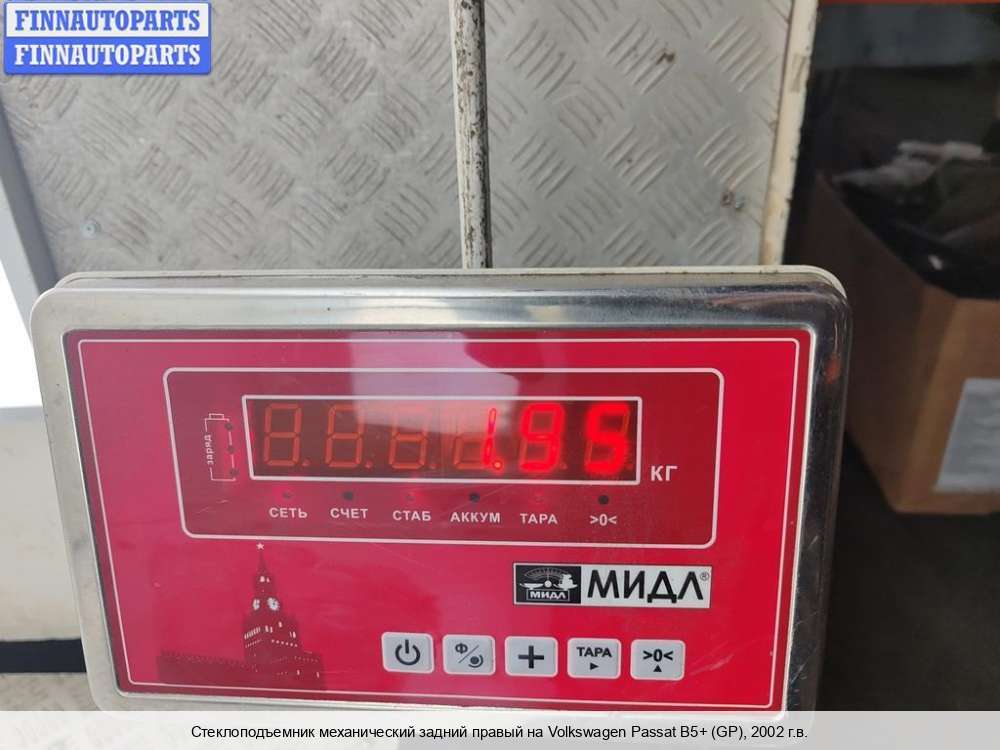 FINNAUTOPARTS
FINNAUTOPARTS
заряд
1.95
КГ
СЕТЬ СЧЕТ СТАБ АККУМ ТАРА >0<
МИДЛ МИДЛ®
Ф ТАРА >0<
Стеклоподъемник механический задний правый на Volkswagen Passat B5+ (GP), 2002 г.в.